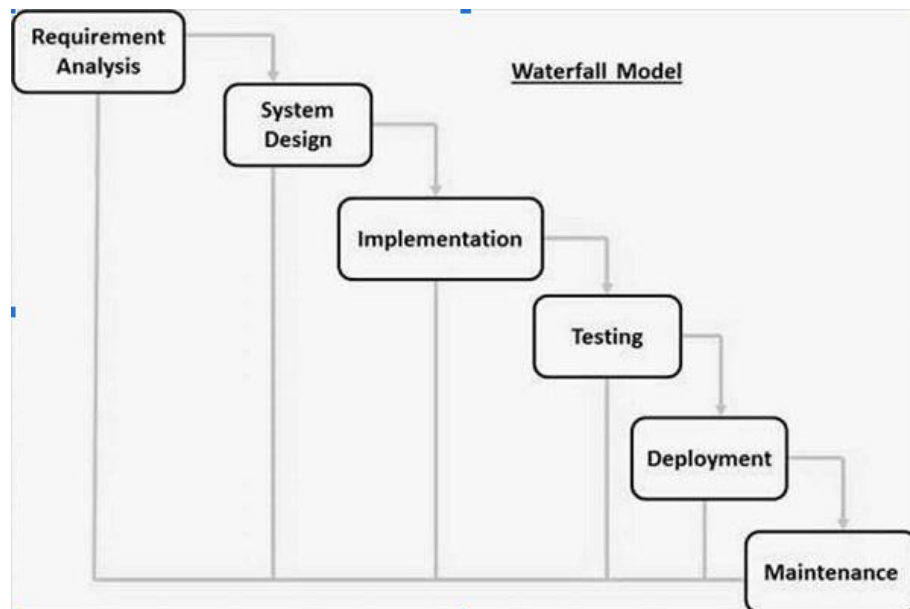 Requirement
Analysis
Waterfall Model
System
Design
Implementation
Testing
Deployment
Maintenance